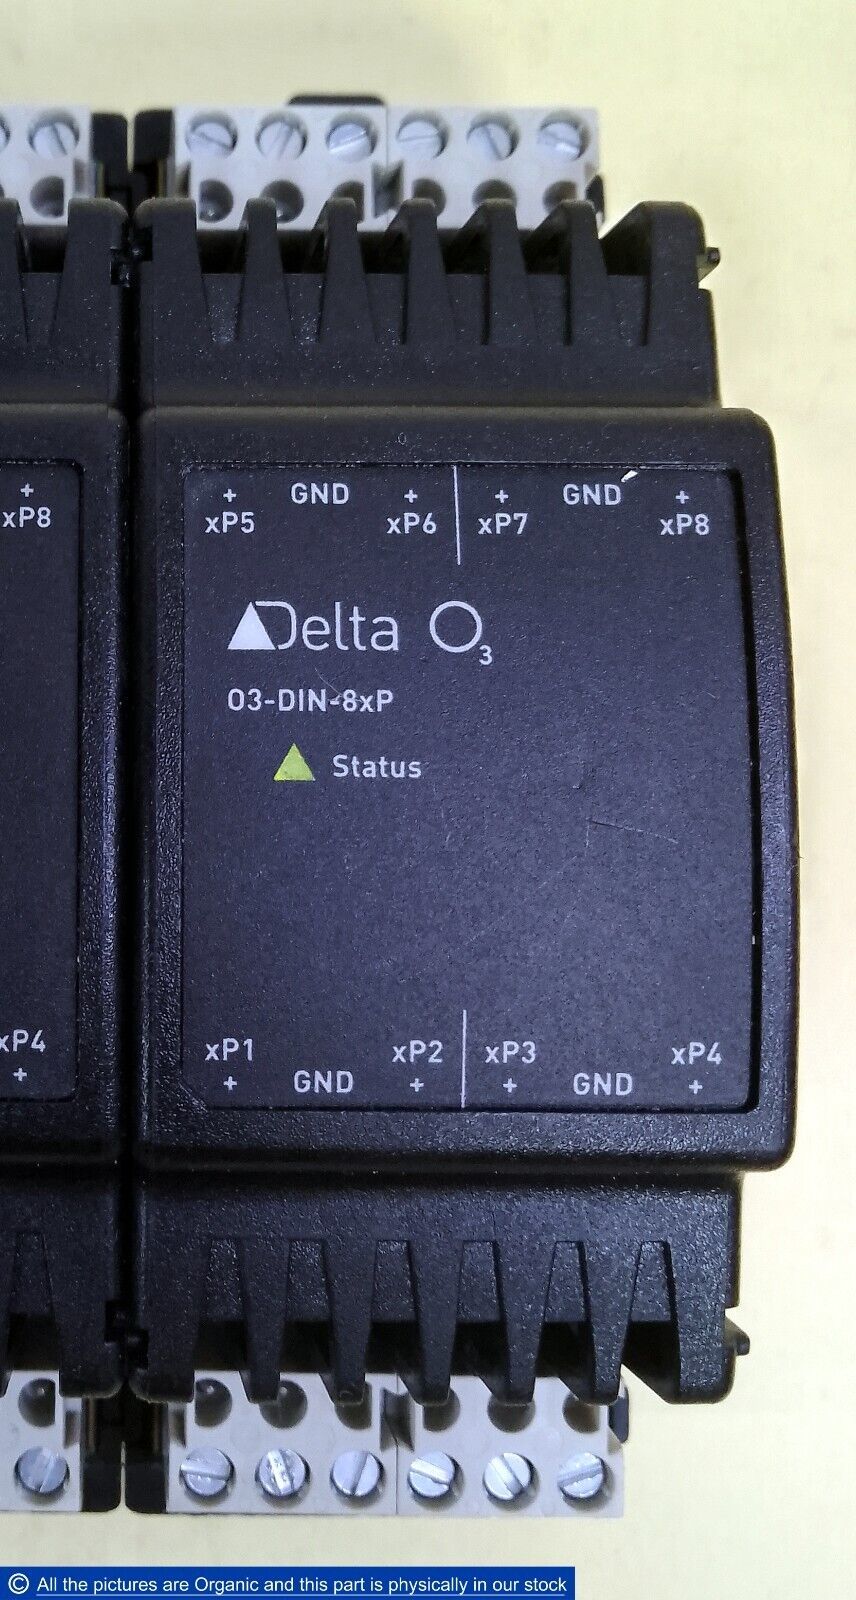 + GND + + GND +
xP5 xP6 xP7 xP8
+
xP8
Delta O3
03-DIN-8xP
Status
xP4
+
xP1 xP2 xP3 xP4
+ GND + + GND +
© All the pictures are Organic and this part is physically in our stock